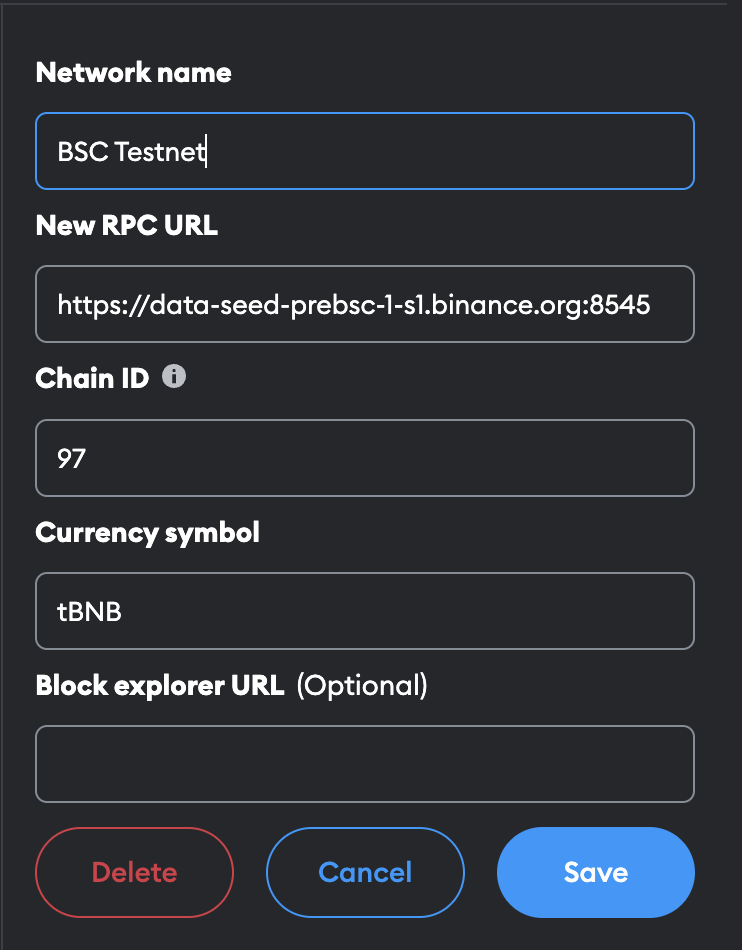 Network name
BSC Testnet
New RPC URL
https://data-seed-prebsc-1-s1.binance.org:8545
Chain ID
97
Currency symbol
tBNB
Block explorer URL (Optional)
Delete Cancel Save